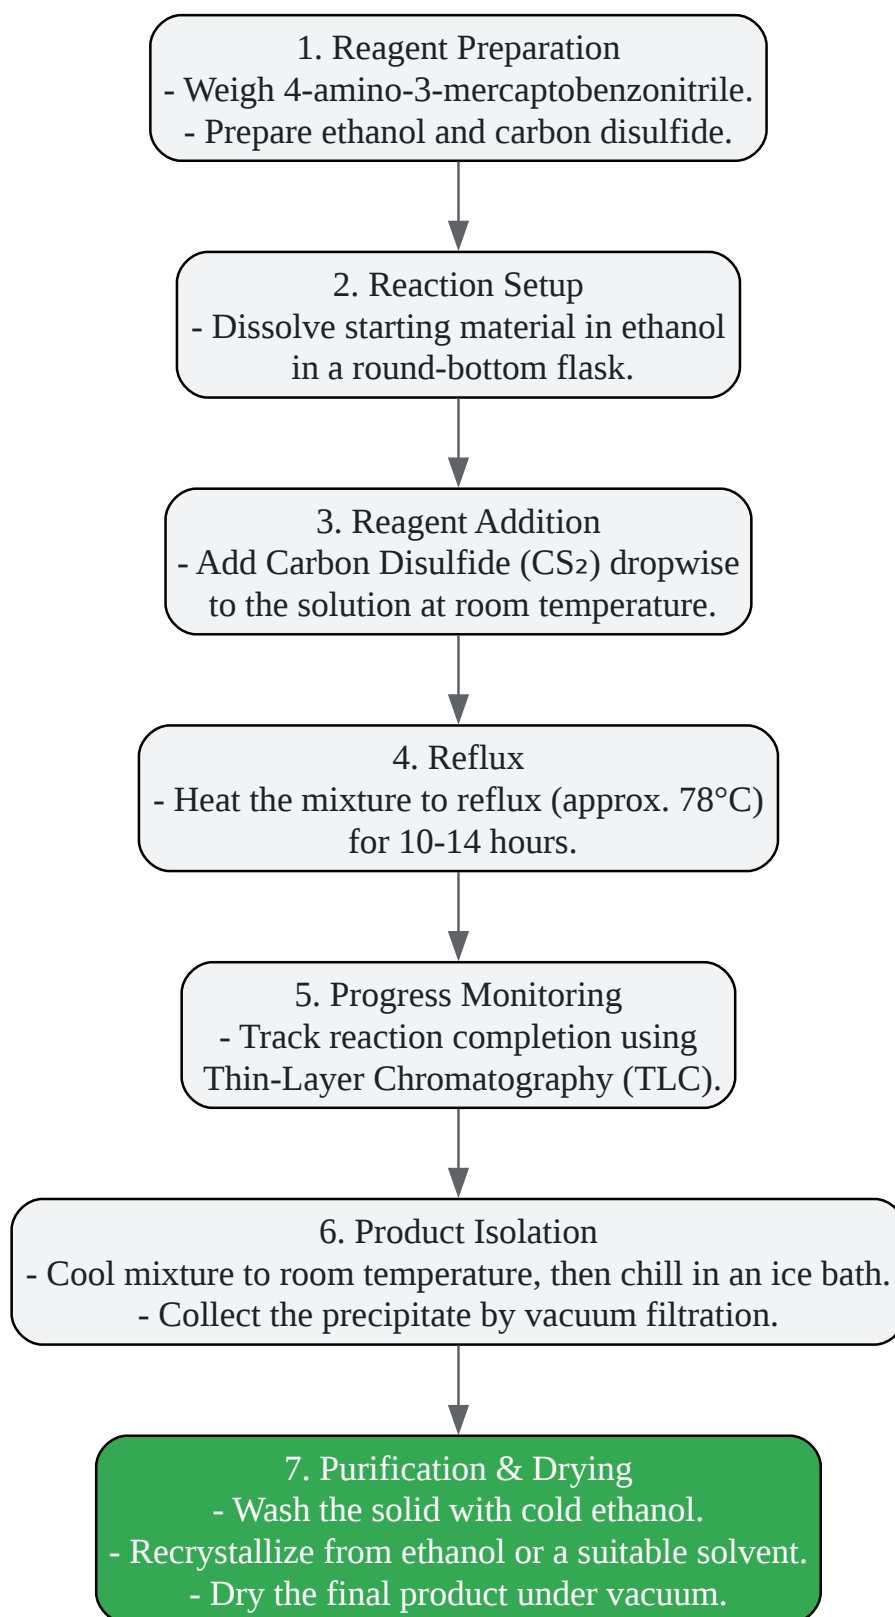 1. Reagent Preparation
- Weigh 4-amino-3-mercaptobenzonitrile.
- Prepare ethanol and carbon disulfide.
2. Reaction Setup
- Dissolve starting material in ethanol
in a round-bottom flask.
3. Reagent Addition
- Add Carbon Disulfide (CS₂) dropwise
to the solution at room temperature.
4. Reflux
- Heat the mixture to reflux (approx. 78°C)
for 10-14 hours.
5. Progress Monitoring
- Track reaction completion using
Thin-Layer Chromatography (TLC).
6. Product Isolation
- Cool mixture to room temperature, then chill in an ice bath.
- Collect the precipitate by vacuum filtration.
7. Purification & Drying
- Wash the solid with cold ethanol.
- Recrystallize from ethanol or a suitable solvent.
- Dry the final product under vacuum.